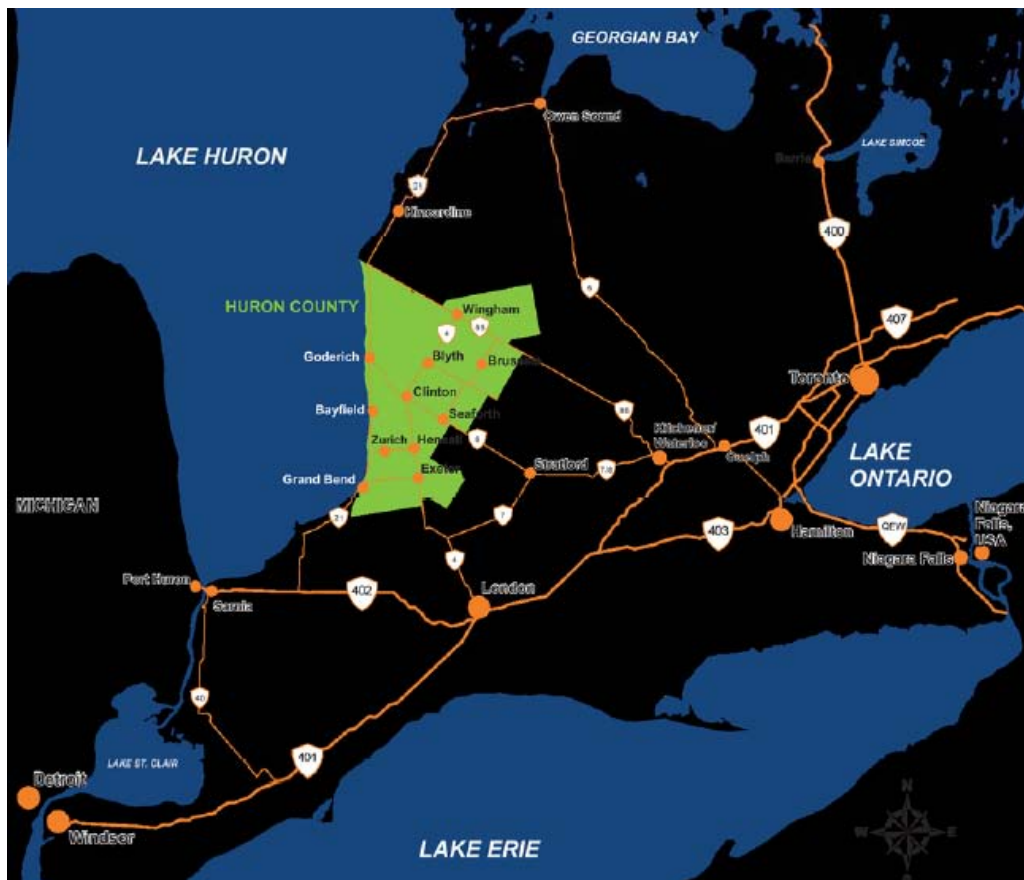 GEORGIAN BAY
Owen Sound
LAKE HURON
LAKE SIMCOE
Barrie
21
Kincardine
400
6
HURON COUNTY
Wingham
4
86
407
Goderich
Blyth
Brussels
Toronto
Clinton
Bayfield
Seaforth
86
Kitchener/
Waterloo
401
Zurich
Hensall
8
Guelph
LAKE
ONTARIO
Exeter
Stratford
7/8
Grand Bend
MICHIGAN
21
7
403
Hamilton
QEW
Niagara
Falls,
USA
Niagara Falls
4
Port Huron
Sarnia
402
London
40
401
LAKE ST. CLAIR
Detroit
Windsor
LAKE ERIE
N
W
E